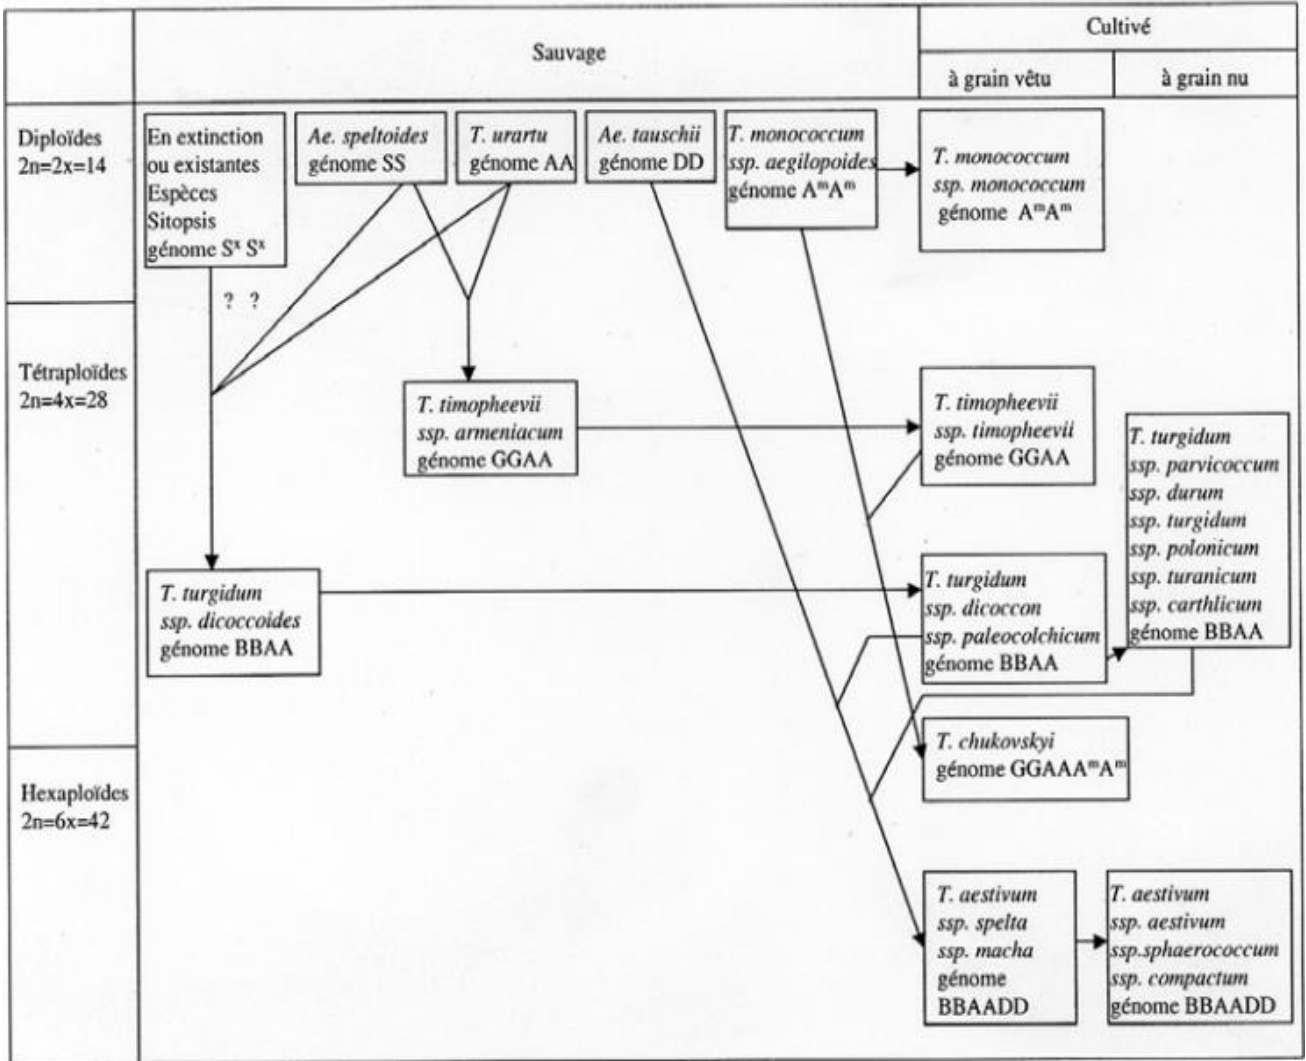 Sauvage
Cultivé
à grain vêtu
à grain nu
Diploïdes
2n=2x=14
En extinction
ou existantes
Espèces
Sitopsis
génome Sˣ Sˣ
Ae. speltoides
génome SS
T. urartu
génome AA
Ae. tauschii
génome DD
T. monococcum
ssp. aegilopoides
génome AᵐAᵐ
T. monococcum
ssp. monococcum
génome AᵐAᵐ
? ?
Tétraploïdes
2n=4x=28
T. timopheevii
ssp. armeniacum
génome GGAA
T. timopheevii
ssp. timopheevii
génome GGAA
T. turgidum
ssp. parvicoccum
ssp. durum
ssp. turgidum
ssp. polonicum
ssp. turanicum
ssp. carthlicum
génome BBAA
T. turgidum
ssp. dicoccoides
génome BBAA
T. turgidum
ssp. dicoccon
ssp. paleocolchicum
génome BBAA
Hexaploïdes
2n=6x=42
T. chukovskyi
génome GGAAAᵐAᵐ
T. aestivum
ssp. spelta
ssp. macha
génome
BBAADD
T. aestivum
ssp. aestivum
ssp.sphaerococcum
ssp. compactum
génome BBAADD